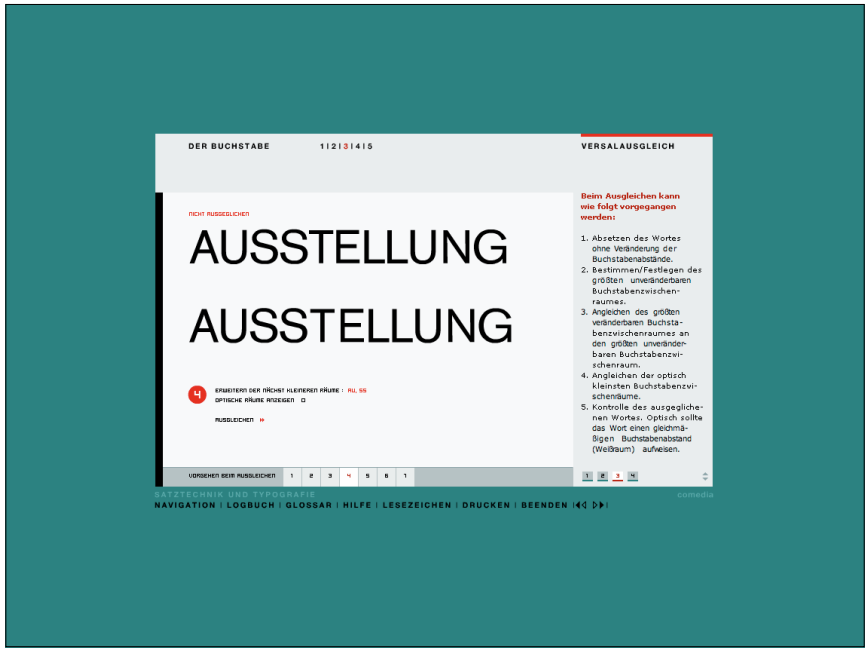 DER BUCHSTABE
1|2|3|4|5
VERSALAUSGLEICH
NICHT AUSGEGLICHEN
AUSSTELLUNG
AUSSTELLUNG
4
ERWEITERN DER NÄCHST KLEINEREN RÄUME : AU, SS
OPTISCHE RÄUME ANZEIGEN
AUSGLEICHEN
VORGEHEN BEIM AUSGLEICHEN 1 2 3 4 5 6 7
Beim Ausgleichen kann
wie folgt vorgegangen
werden:
1. Absetzen des Wortes
ohne Veränderung der
Buchstabenabstände.
2. Bestimmen/Festlegen des
größten unveränderbaren
Buchstabenzwischen-
raumes.
3. Angleichen des größten
veränderbaren Buchsta-
benzvischenraumes an
den größten unveränder-
baren Buchstabenzwi-
schenraum.
4. Angleichen der optisch
kleinsten Buchstabenzvi-
schenräume.
5. Kontrolle des ausgegliche-
nen Wortes. Optisch sollte
das Wort einen gleichmä-
ßigen Buchstabenabstand
(Weißraum) aufweisen.
1 2 3 4
SATZTECHNIK UND TYPOGRAFIE
comedia
NAVIGATION | LOGBUCH | GLOSSAR | HILFE | LESEZEICHEN | DRUCKEN | BEENDEN